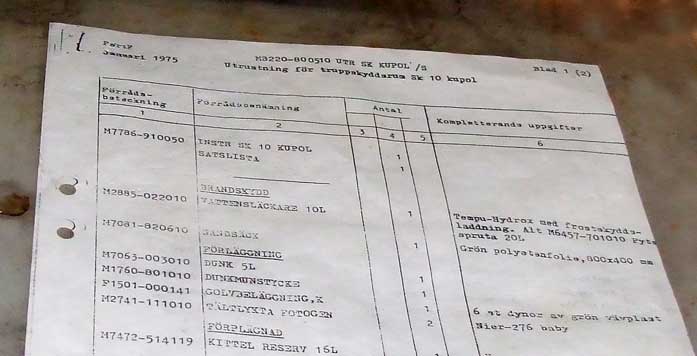 FortF
Januari 1975
M3220-800510 UTR SK KUPOL /S
Utrustning för truppskyddsrum Sk 10 kupol
Blad 1 (2)
Förråds-
beteckning
Förrådsbenämning
Antal
Kompletterande uppgifter
1 2 3 4 5 6
M7786-910050 INSTR SK 10 KUPOL 1
SATSLISTA 1
BRANDSKYDD
M2885-022010 VATTENSLÄCKARE 10L 1 Tempu-Hydrox med frostskydds-
laddning. Alt M6457-701010 Fyts
spruta 20L
M7081-820610 SANDSÄCK Grön polyetenfolie, 800x400 mm
FÖRLÄGGNING
M7063-003010 DUNK 5L 1
M1760-801010 DUNKMUNSTYCKE 1
F1501-000141 GOLVBELÄGGNING,K 1 6 st dynor av grön vävplast
M2741-111010 TÄLTLYKTA FOTOGEN 2 Nier-276 baby
FÖRPLÄGNAD
M7472-514119 KITTEL RESERV 16L 1